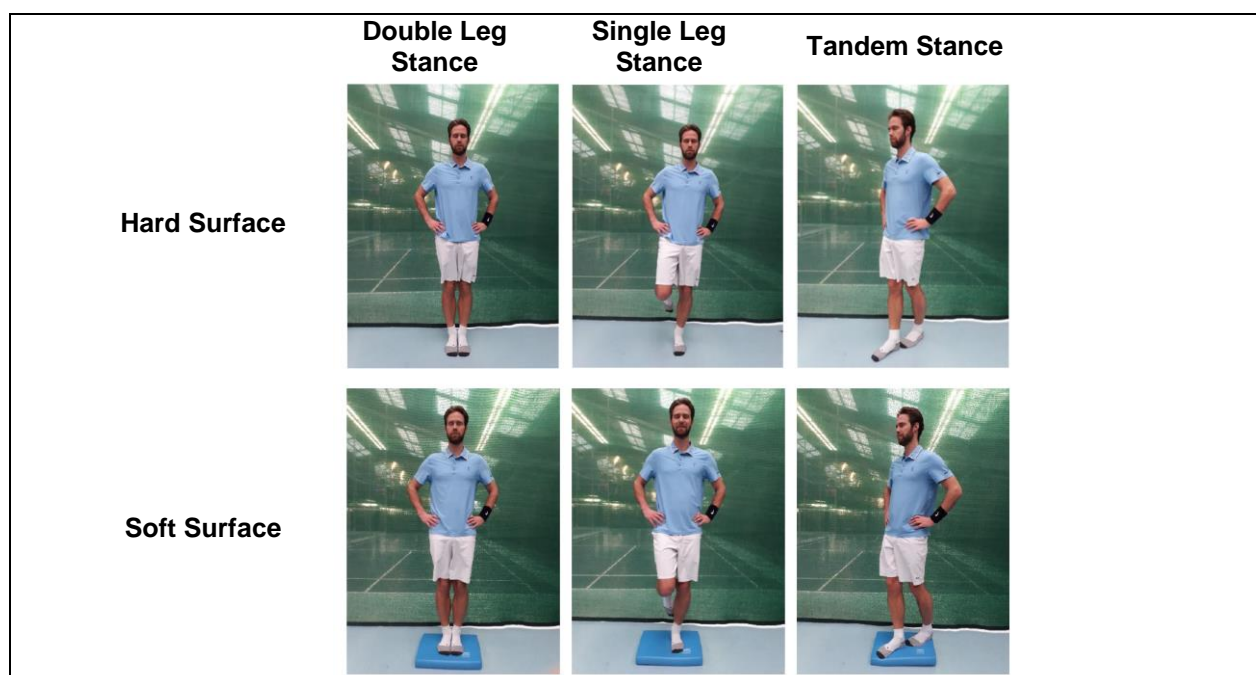 Double Leg
Stance
Single Leg
Stance
Tandem Stance
Hard Surface
Soft Surface